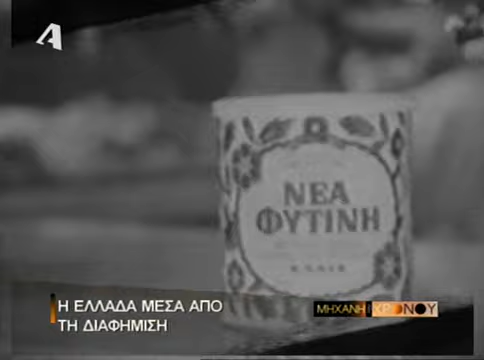 ΝΕΑ
ΦΥΤΙΝΗ
Η ΕΛΛΑΔΑ ΜΕΣΑ ΑΠΟ
ΤΗ ΔΙΑΦΗΜΙΣΗ
ΜΗΧΑΝΗ ΧΡΟΝΟΥ